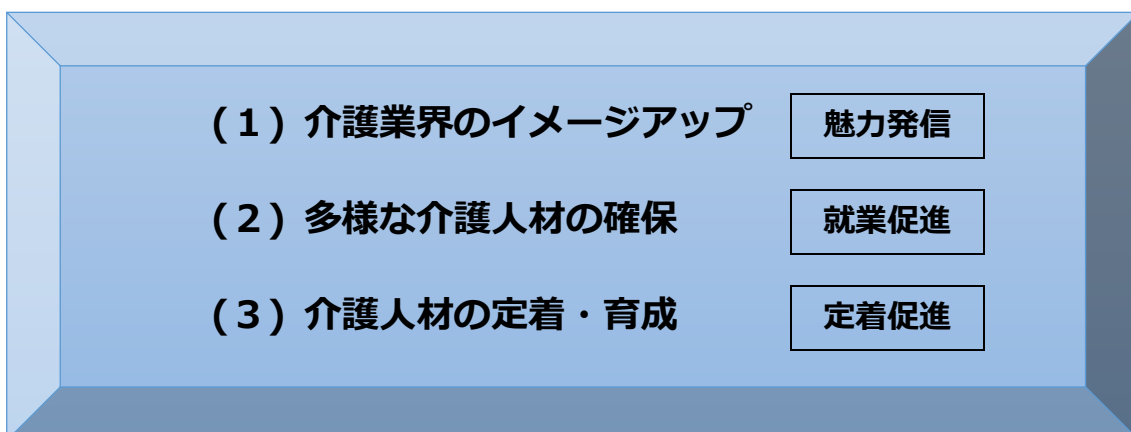 (１) 介護業界のイメージアップ 魅力発信
(２) 多様な介護人材の確保 就業促進
(３) 介護人材の定着・育成 定着促進